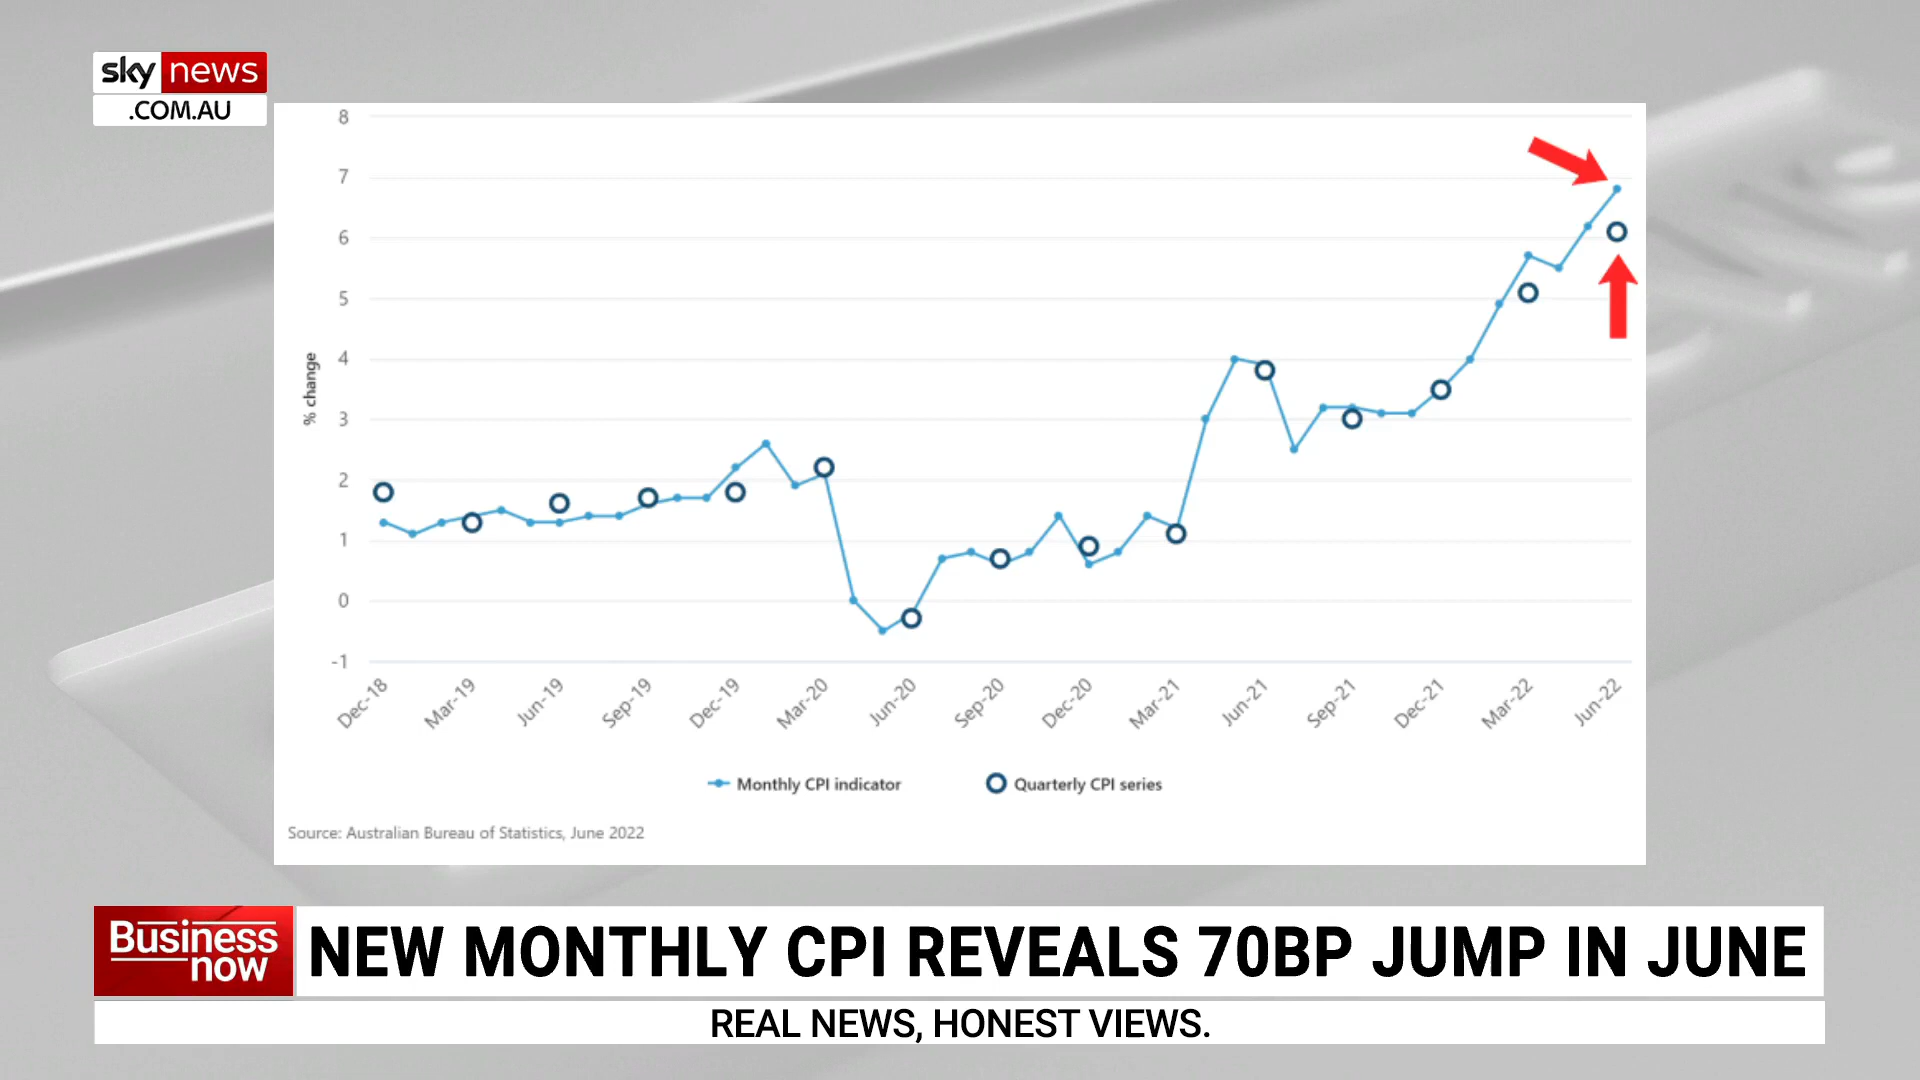 sky news
.COM.AU
8
7
6
5
4
3
2
1
0
-1
% change
Dec-18
Mar-19
Jun-19
Sep-19
Dec-19
Mar-20
Jun-20
Sep-20
Dec-20
Mar-21
Jun-21
Sep-21
Dec-21
Mar-22
Jun-22
Monthly CPI indicator
Quarterly CPI series
Source: Australian Bureau of Statistics, June 2022
Business
now
NEW MONTHLY CPI REVEALS 70BP JUMP IN JUNE
REAL NEWS, HONEST VIEWS.